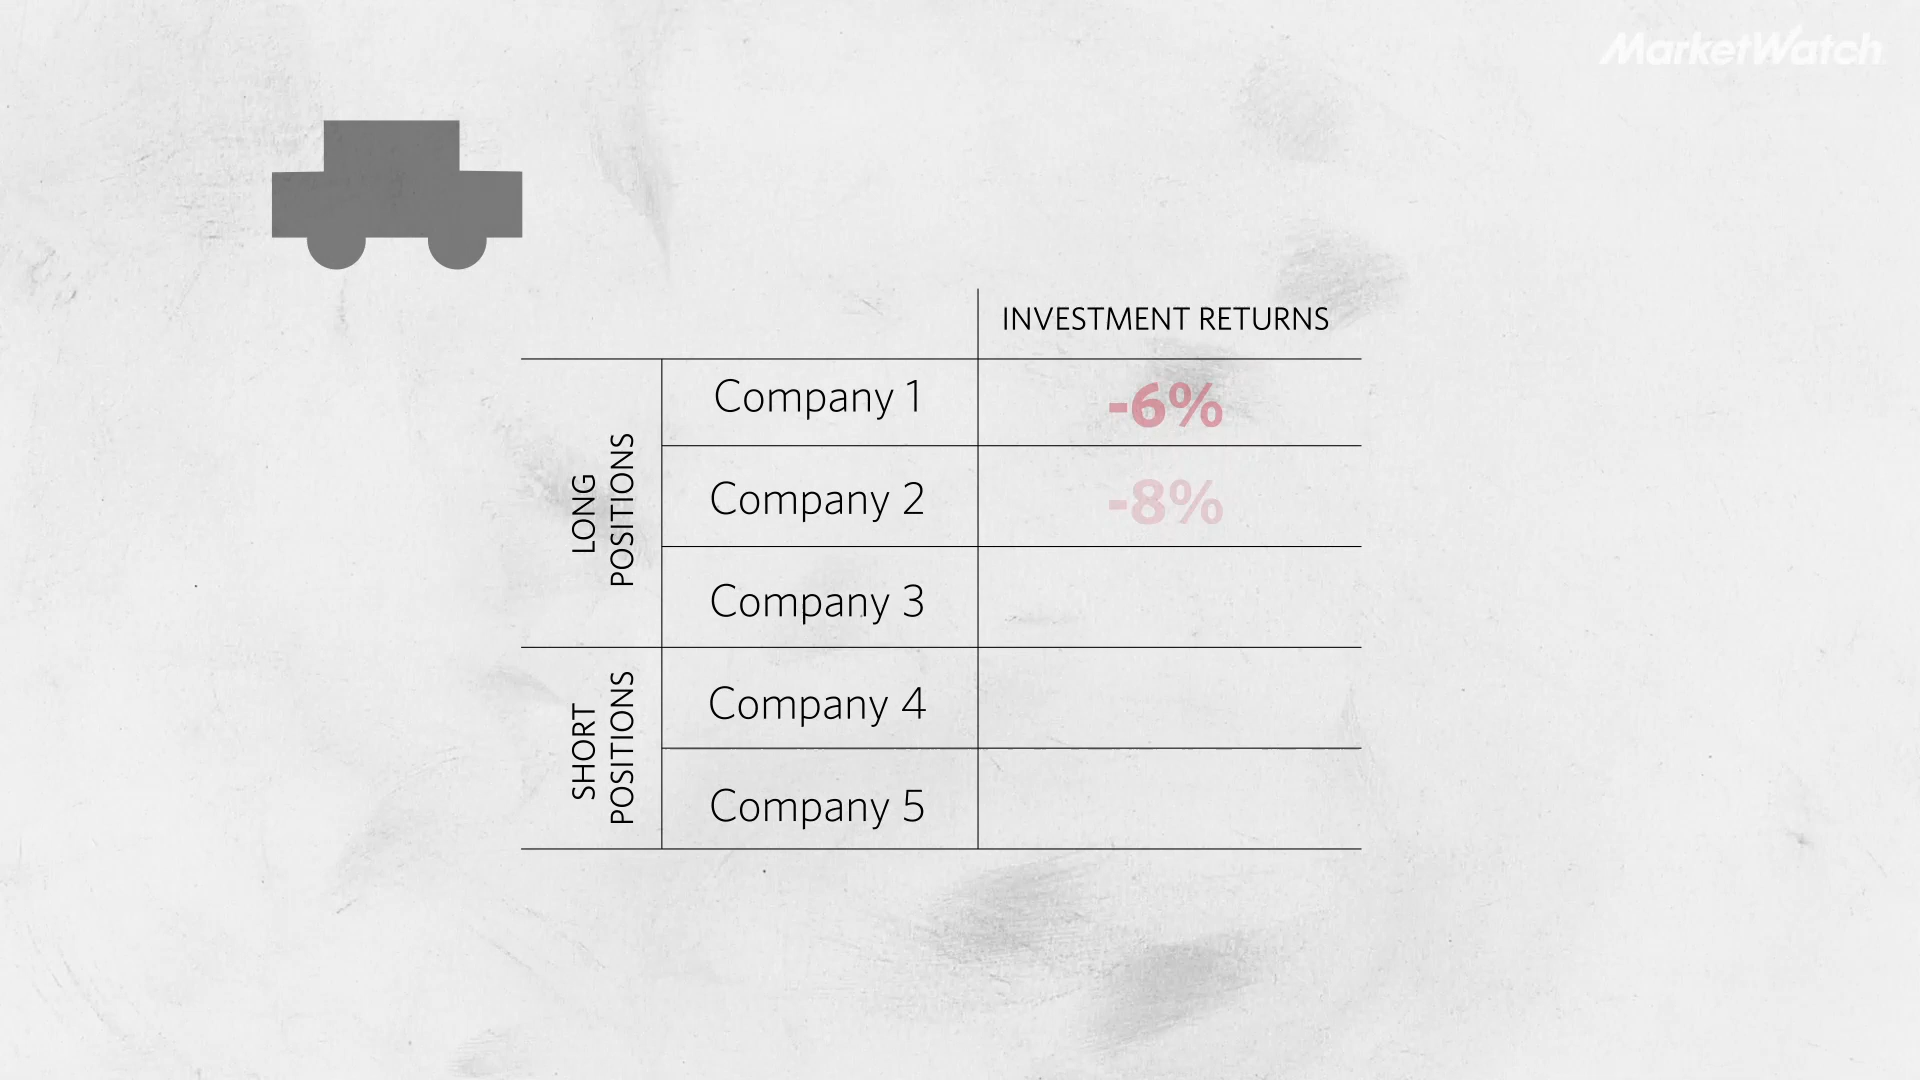 MarketWatch
INVESTMENT RETURNS
LONG
POSITIONS
Company 1
-6%
Company 2
-8%
Company 3
SHORT
POSITIONS
Company 4
Company 5